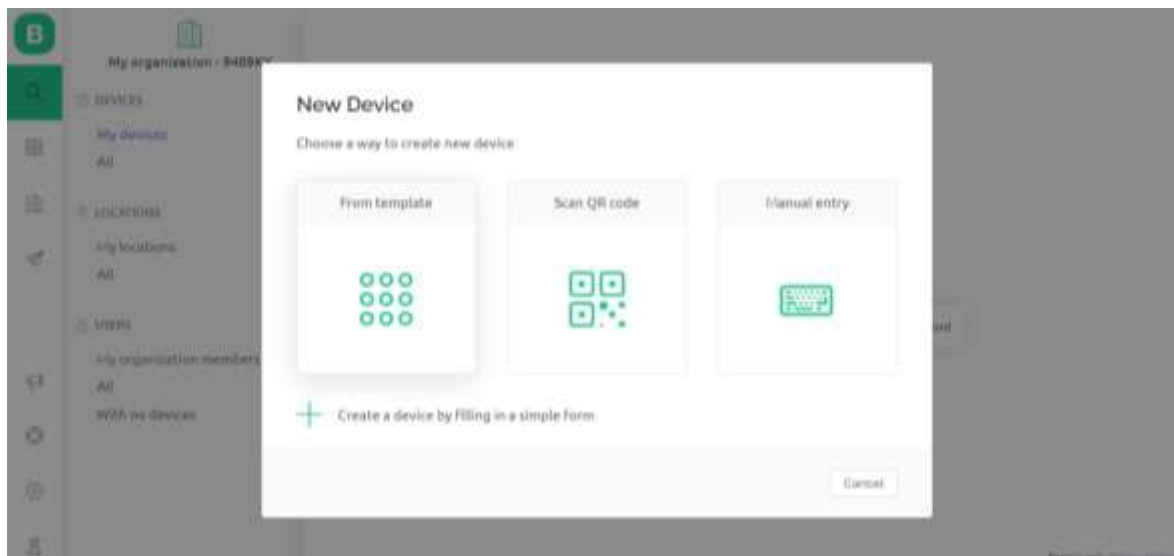 B
My organization - 9409XY
DEVICES
My devices
All
LOCATIONS
My locations
All
USERS
My organization members
All
With no devices
New Device
Choose a way to create new device
From template
Scan QR code
Manual entry
Create a device by filling in a simple form
Cancel